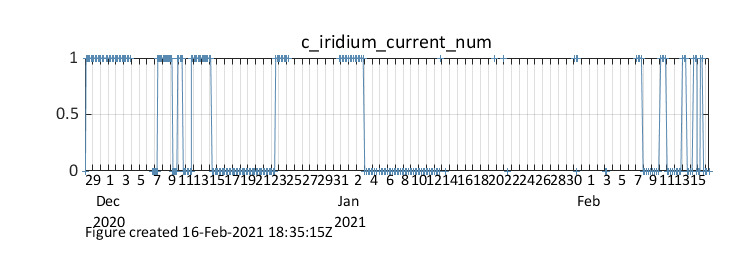 c_iridium_current_num
1
0.5
0
29 1 3 5 7 9 11 13 15 17 19 21 23 25 27 29 31 2 4 6 8 10 12 14 16 18 20 22 24 26 28 30 1 3 5 7 9 11 13 15
Dec Jan Feb
2020 2021
Figure created 16-Feb-2021 18:35:15Z